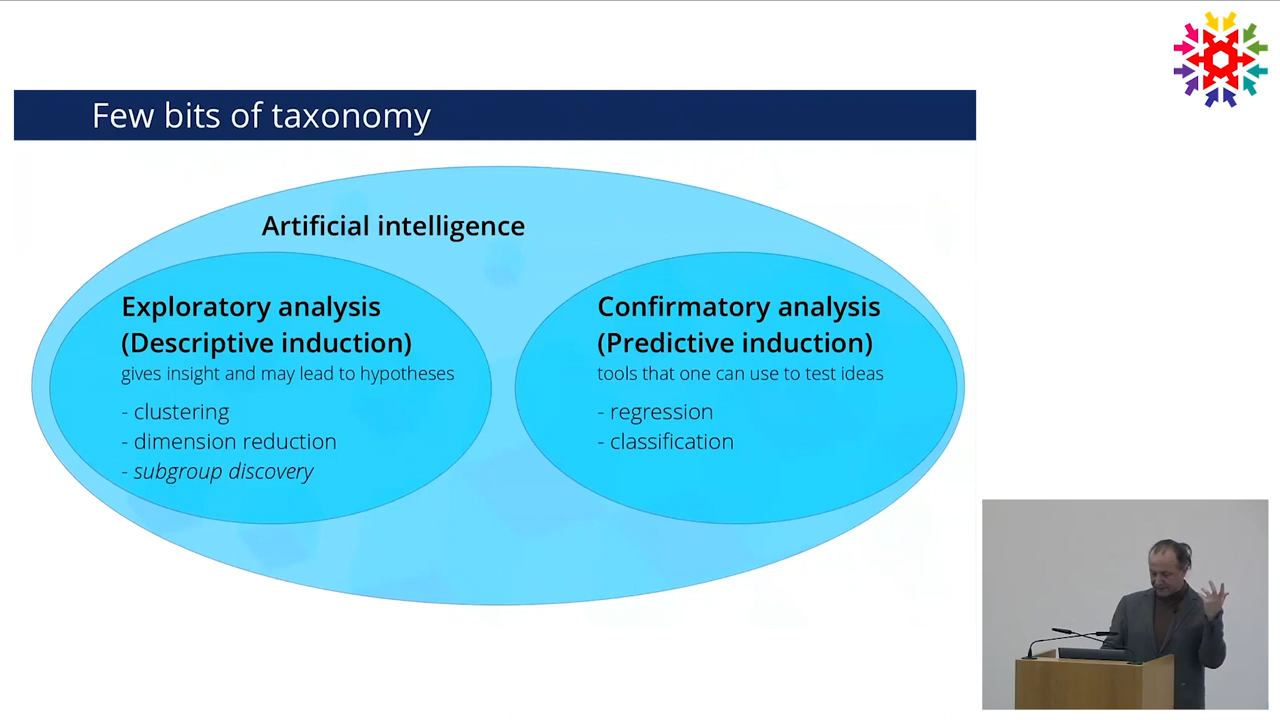 Few bits of taxonomy
Artificial intelligence
Exploratory analysis
(Descriptive induction)
gives insight and may lead to hypotheses
- clustering
- dimension reduction
- subgroup discovery
Confirmatory analysis
(Predictive induction)
tools that one can use to test ideas
- regression
- classification